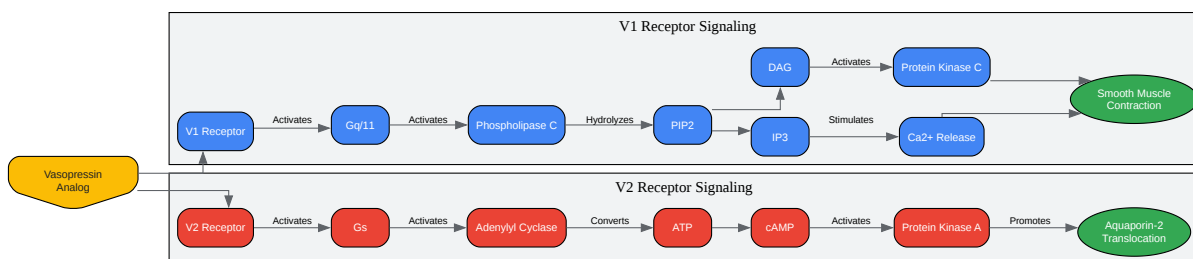 V1 Receptor Signaling
DAG
Activates
Protein Kinase C
Smooth Muscle
Contraction
V1 Receptor
Activates
Gq/11
Activates
Phospholipase C
Hydrolyzes
PIP2
IP3
Stimulates
Ca2+ Release
Vasopressin
Analog
V2 Receptor Signaling
V2 Receptor
Activates
Gs
Activates
Adenylyl Cyclase
Converts
ATP
cAMP
Activates
Protein Kinase A
Promotes
Aquaporin-2
Translocation